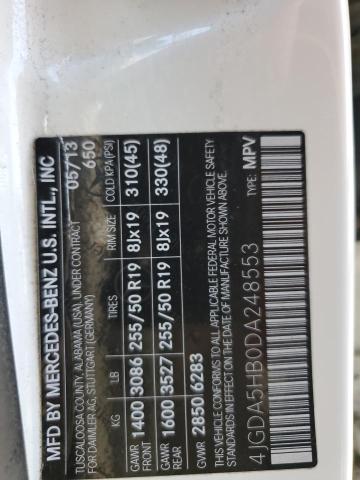 MFD BY MERCEDES-BENZ U.S. INTL., INC
TUSCALOOSA COUNTY, ALABAMA (USA), UNDER CONTRACT 05/13
FOR DAIMLER AG, STUTTGART (GERMANY) 650
KG LB TIRES RIM SIZE COLD KPA(PSI)
GAWR FRONT 1400 3086 255/50 R19 8Jx19 310(45)
GAWR REAR 1600 3527 255/50 R19 8Jx19 330(48)
GVWR 2850 6283
THIS VEHICLE CONFORMS TO ALL APPLICABLE FEDERAL MOTOR VEHICLE SAFETY
STANDARDS IN EFFECT ON THE DATE OF MANUFACTURE SHOWN ABOVE.
4JGDA5HB0DA248553 TYPE: MPV